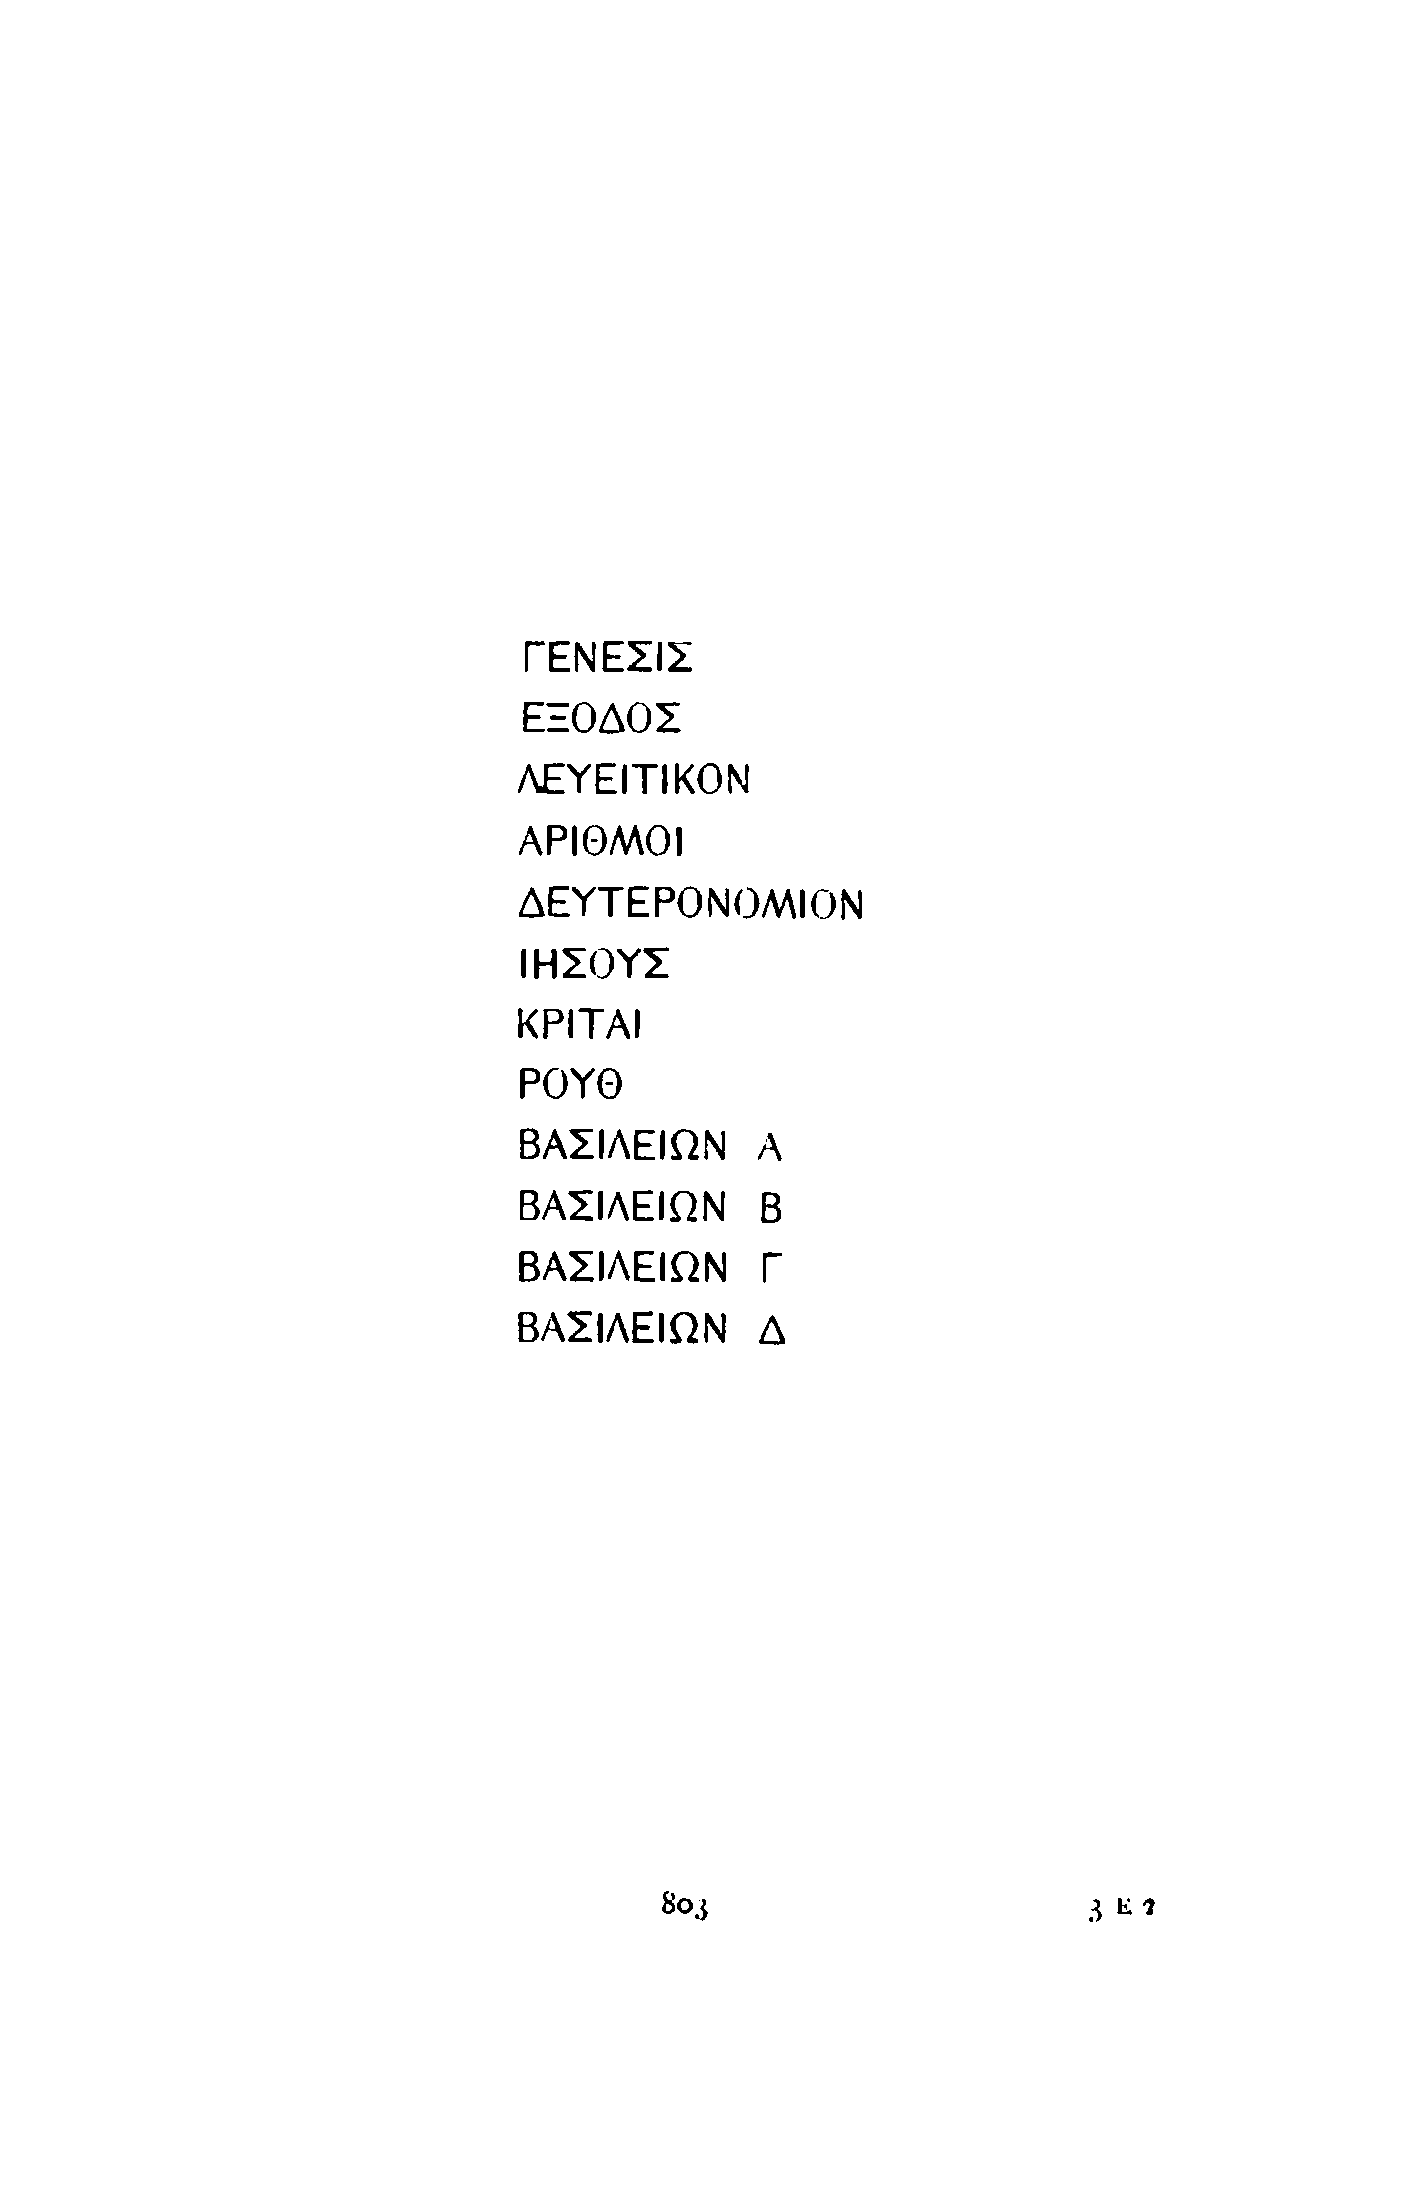 ΓΕΝΕΣΙΣ
ΕΞΟΔΟΣ
ΛΕΥΕΙΤΙΚΟΝ
ΑΡΙΘΜΟΙ
ΔΕΥΤΕΡΟΝΟΜΙΟΝ
ΙΗΣΟΥΣ
ΚΡΙΤΑΙ
ΡΟΥΘ
ΒΑΣΙΛΕΙΩΝ Α
ΒΑΣΙΛΕΙΩΝ Β
ΒΑΣΙΛΕΙΩΝ Γ
ΒΑΣΙΛΕΙΩΝ Δ
803 3 E 2